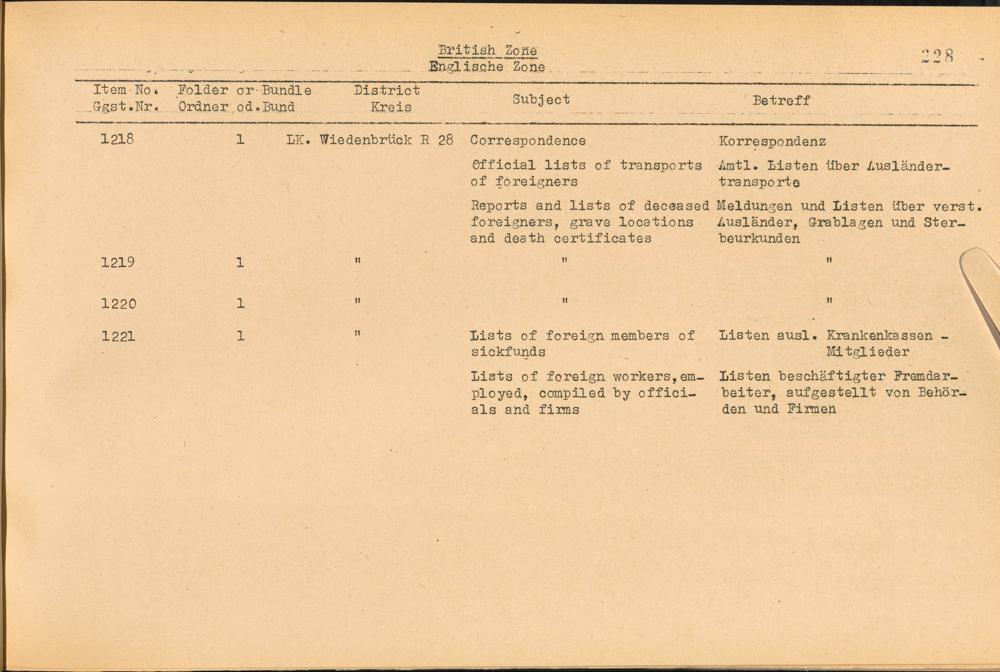 British Zone
Englische Zone
228
Item No. Folder or Bundle District Subject Betreff
Ggst.Nr. Ordner od.Bund Kreis
1218 1 LK. Wiedenbrück R 28 Correspondence Korrespondenz
Official lists of transports Amtl. Listen über Ausländer-
of foreigners transporte
Reports and lists of deceased Meldungen und Listen über verst.
foreigners, grave locations Ausländer, Grablagen und Ster-
and death certificates beurkunden
1219 1 " " "
1220 1 " " "
1221 1 " Lists of foreign members of Listen ausl. Krankenkassen -
sickfunds Mitglieder
Lists of foreign workers,em- Listen beschäftigter Fremdar-
ployed, compiled by offici- beiter, aufgestellt von Behör-
als and firms den und Firmen